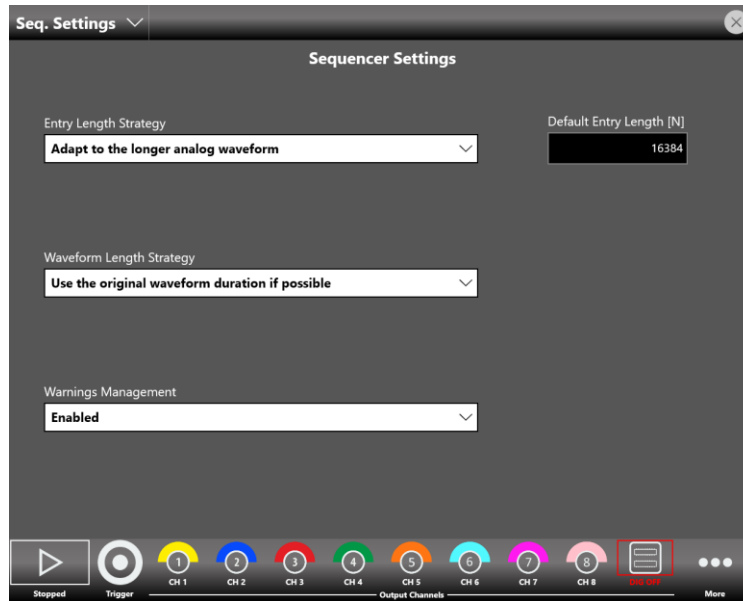 Seq. Settings
Sequencer Settings
Entry Length Strategy
Default Entry Length [N]
Adapt to the longer analog waveform
16384
Waveform Length Strategy
Use the original waveform duration if possible
Warnings Management
Enabled
1 2 3 4 5 6 7 8
CH 1 CH 2 CH 3 CH 4 CH 5 CH 6 CH 7 CH 8
Stopped Trigger Output Channels More